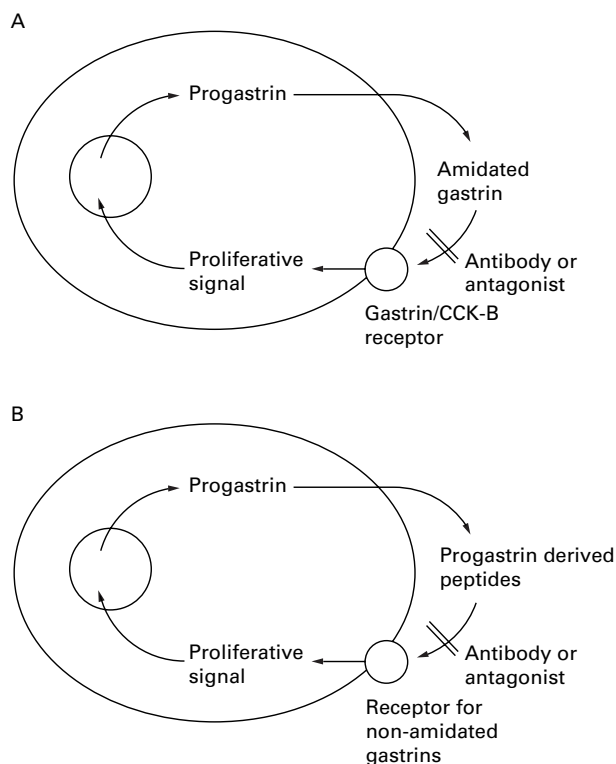 A
Progastrin
Amidated
gastrin
Proliferative
signal
Antibody or
antagonist
Gastrin/CCK-B
receptor
B
Progastrin
Progastrin derived
peptides
Proliferative
signal
Antibody or
antagonist
Receptor for
non-amidated
gastrins